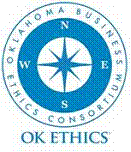 OKLAHOMA BUSINESS
ETHICS CONSORTIUM
N
W E
S
OK ETHICS